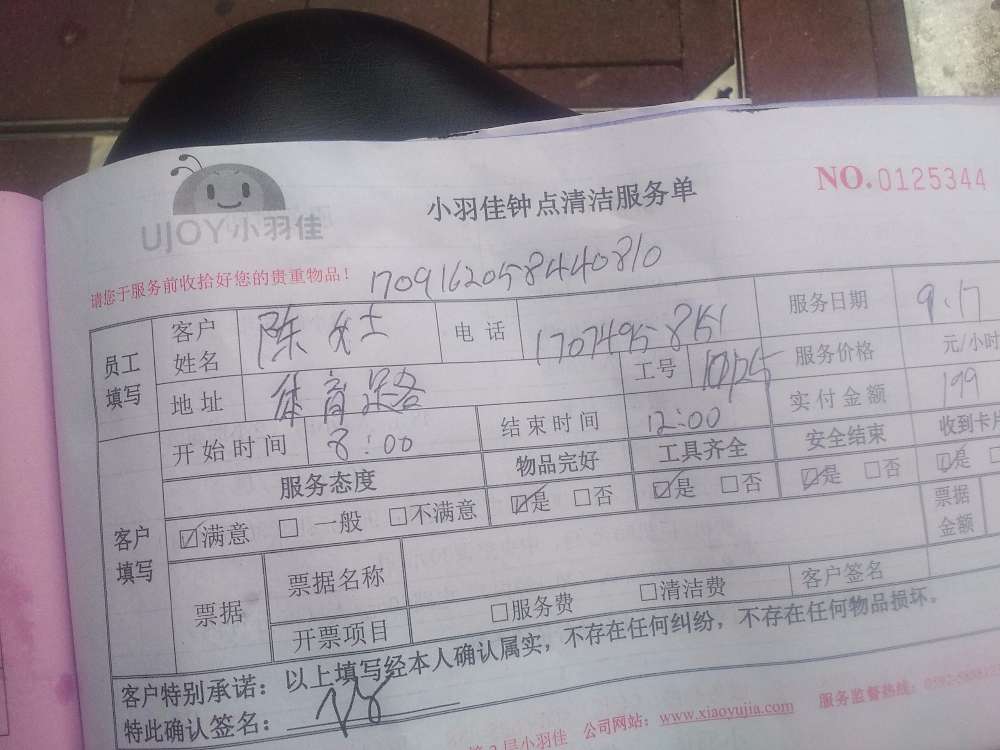 UJOY小羽佳
小羽佳钟点清洁服务单
NO.0125344
请您于服务前收拾好您的贵重物品!
17091620584440810
员工填写 客户姓名 陈女士 电话 服务日期 9.17
地址 体育 工号 服务价格 元/小时
实付金额 199
开始时间 8:00 结束时间 12:00
客户填写 服务态度 物品完好 工具齐全 安全结束 收到卡片
☑满意 □一般 □不满意 ☑是 □否 ☑是 □否 ☑是 □否 ☑是
票据 票据名称 票据金额
开票项目 □服务费 □清洁费 客户签名
客户特别承诺:以上填写经本人确认属实,不存在任何纠纷,不存在任何物品损坏。
特此确认签名:
小羽佳 公司网站:www.xiaoyujia.com 服务监督热线:0592-